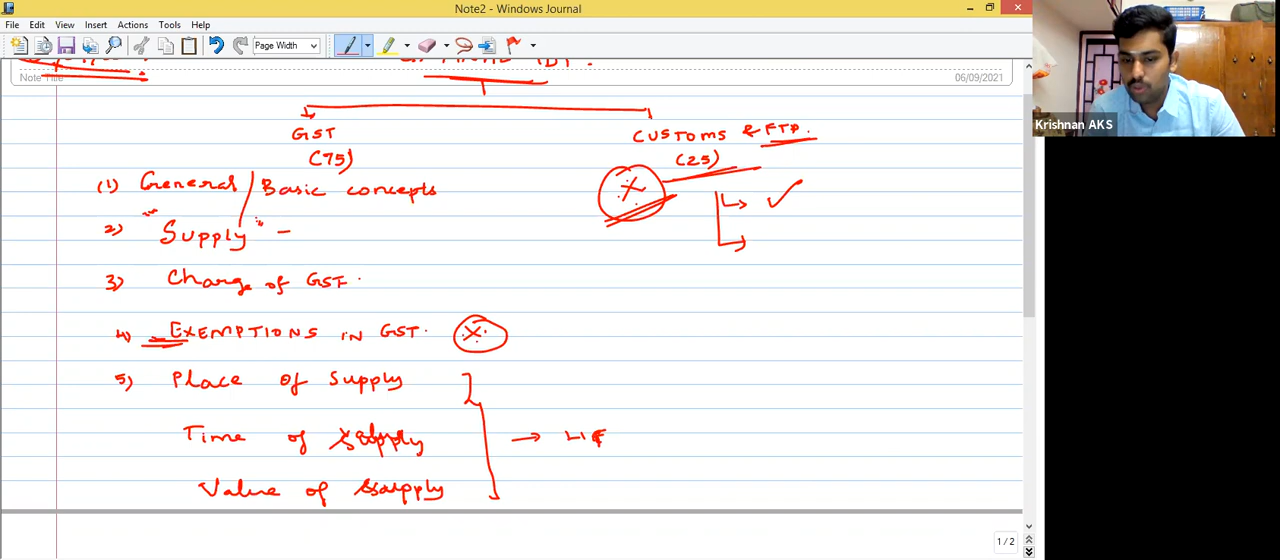 Note2 - Windows Journal
File Edit View Insert Actions Tools Help
Page Width
Note Title
06/09/2021
Krishnan AKS
GST
CUSTOMS & FTP.
(75)
(25)
(1) General / Basic concepts
2) "Supply" -
3) Charge of GST.
4) EXEMPTIONS IN GST.
5) Place of Supply
Time of Supply
Value of Supply
1 / 2